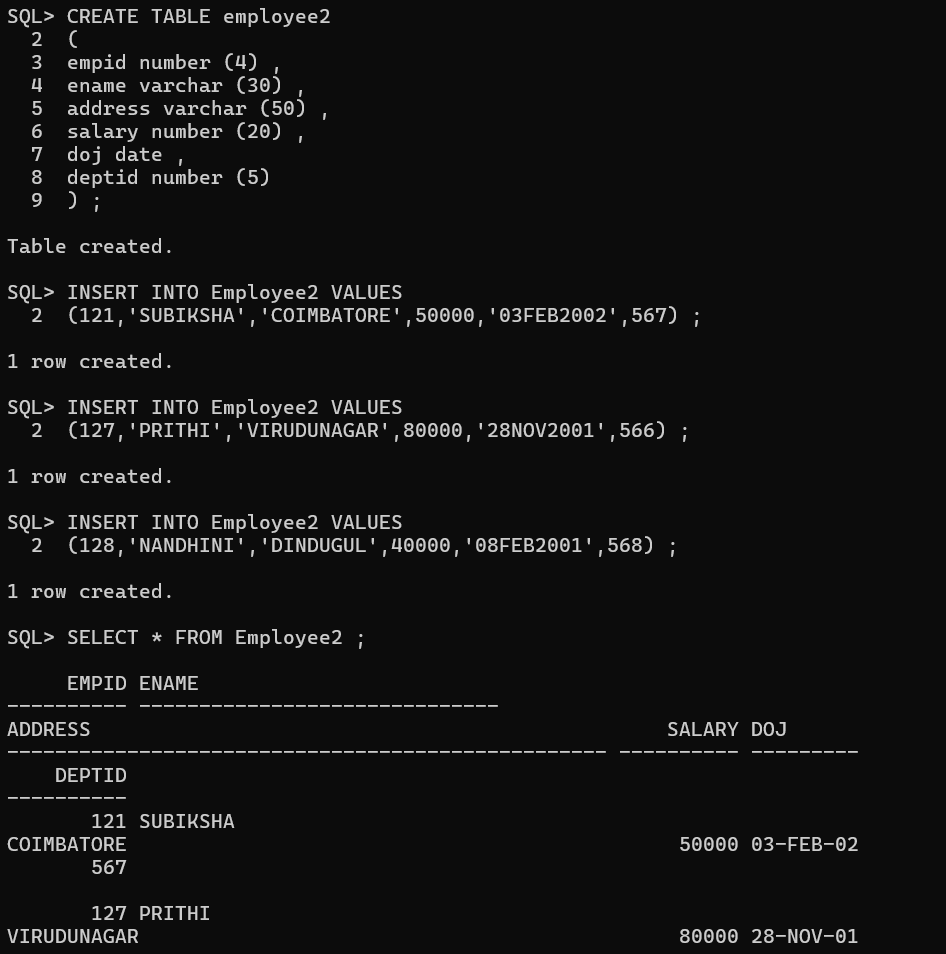 SQL> CREATE TABLE employee2
  2  (
  3  empid number (4) ,
  4  ename varchar (30) ,
  5  address varchar (50) ,
  6  salary number (20) ,
  7  doj date ,
  8  deptid number (5)
  9  ) ;
Table created.
SQL> INSERT INTO Employee2 VALUES
  2  (121,'SUBIKSHA','COIMBATORE',50000,'03FEB2002',567) ;
1 row created.
SQL> INSERT INTO Employee2 VALUES
  2  (127,'PRITHI','VIRUDUNAGAR',80000,'28NOV2001',566) ;
1 row created.
SQL> INSERT INTO Employee2 VALUES
  2  (128,'NANDHINI','DINDUGUL',40000,'08FEB2001',568) ;
1 row created.
SQL> SELECT * FROM Employee2 ;
     EMPID ENAME
---------- ------------------------------
ADDRESS                                                SALARY DOJ
-------------------------------------------------- ---------- ---------
    DEPTID
----------
       121 SUBIKSHA
COIMBATORE                                              50000 03-FEB-02
       567
       127 PRITHI
VIRUDUNAGAR                                             80000 28-NOV-01